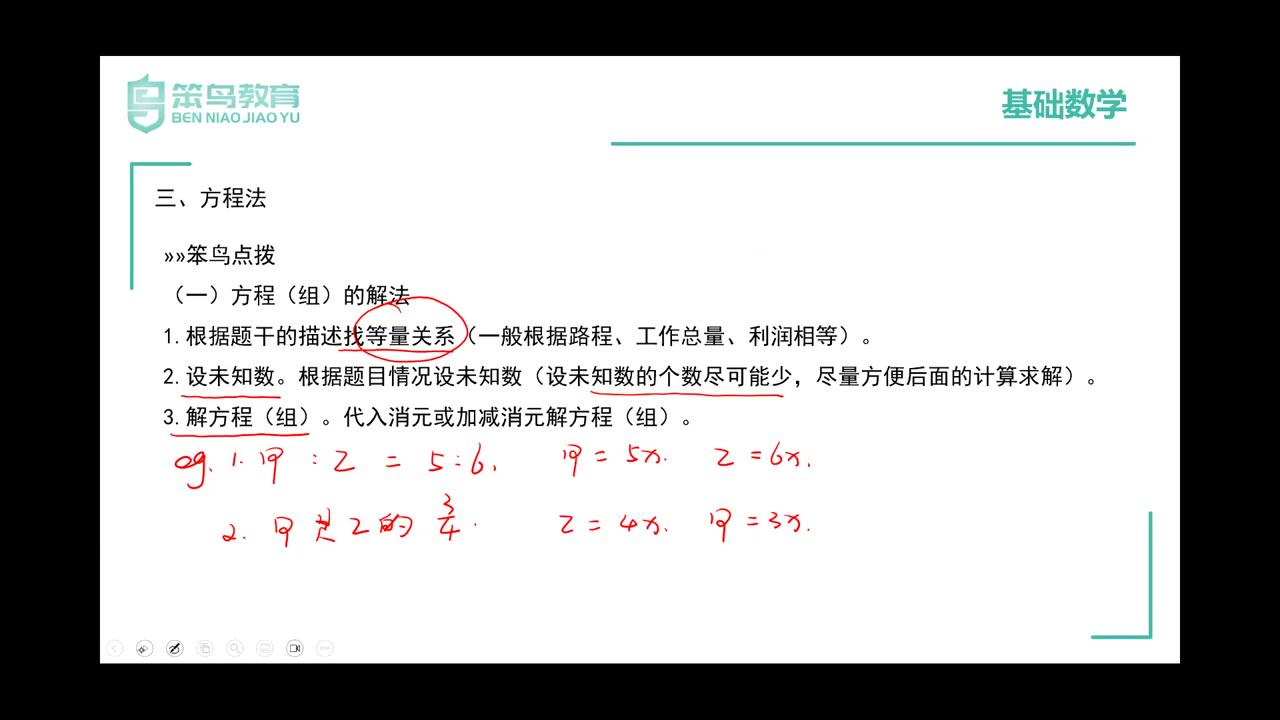 笨鸟教育
BEN NIAO JIAO YU
基础数学
三、方程法
»»笨鸟点拨
（一）方程（组）的解法
1.根据题干的描述找等量关系（一般根据路程、工作总量、利润相等）。
2.设未知数。根据题目情况设未知数（设未知数的个数尽可能少，尽量方便后面的计算求解）。
3.解方程（组）。代入消元或加减消元解方程（组）。
eg. 1. 甲 : 乙 = 5 : 6. 甲 = 5x. 乙 = 6x.
2. 甲是乙的 3/4. 乙 = 4x. 甲 = 3x.